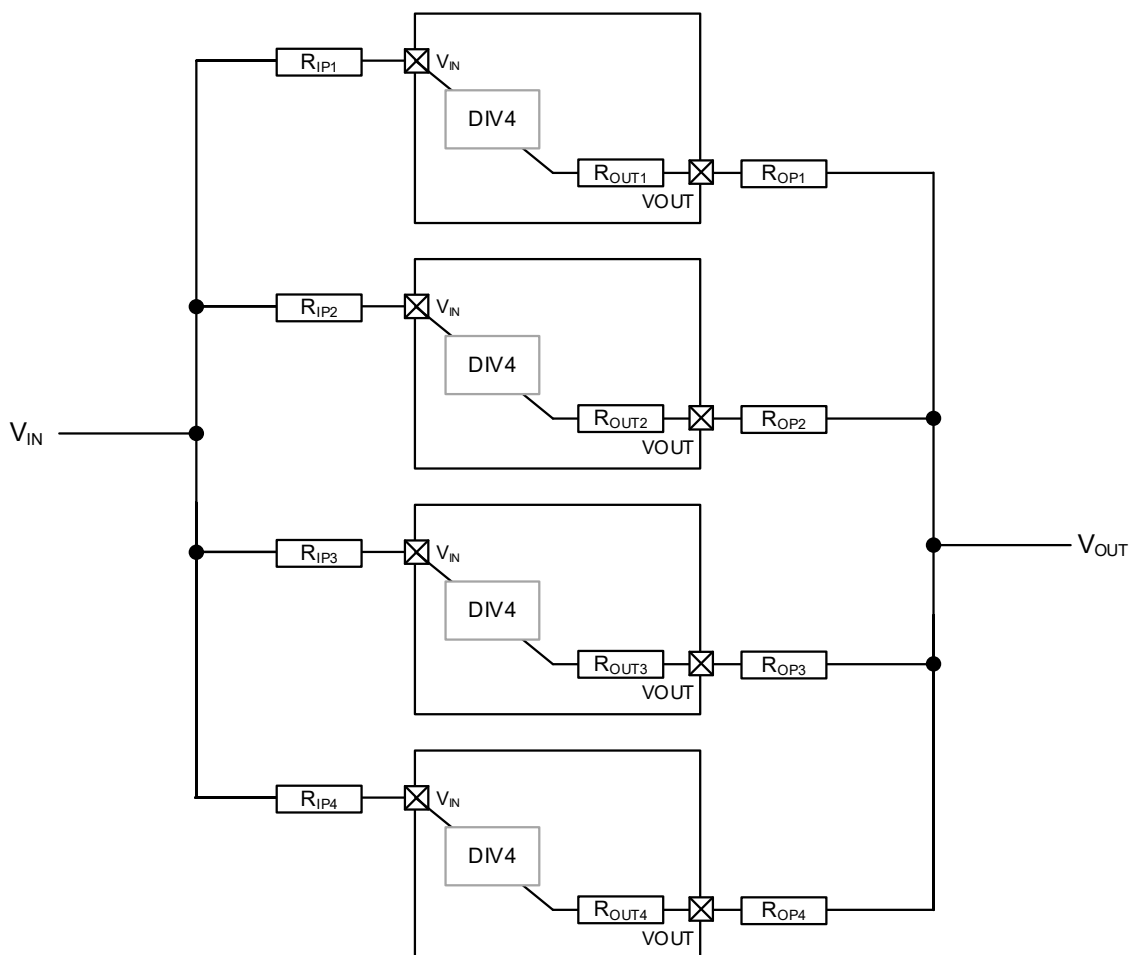 R_IP1
V_IN
DIV4
R_OUT1
R_OP1
VOUT
R_IP2
V_IN
DIV4
R_OUT2
R_OP2
V_IN
VOUT
R_IP3
V_IN
V_OUT
DIV4
R_OUT3
R_OP3
VOUT
R_IP4
V_IN
DIV4
R_OUT4
R_OP4
VOUT